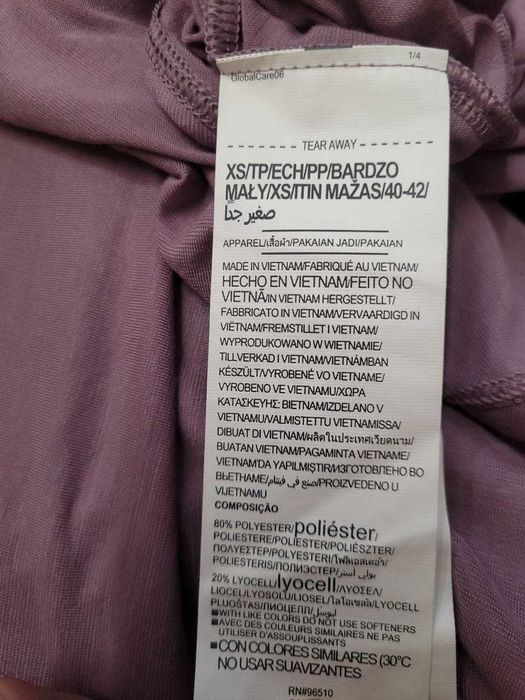 1/4
GlobalCare06
- - - - - - - TEAR AWAY - - - - - - -
XS/TP/ECH/PP/BARDZO
MAŁY/XS/ITIN MAŽAS/40-42/
صغير جداً
APPAREL/เสื้อผ้า/PAKAIAN JADI/PAKAIAN
MADE IN VIETNAM/FABRIQUÉ AU VIETNAM/
HECHO EN VIETNAM/FEITO NO
VIETNÃ/IN VIETNAM HERGESTELLT/
FABBRICATO IN VIETNAM/VERVAARDIGD IN
VIETNAM/FREMSTILLET I VIETNAM/
WYPRODUKOWANO W WIETNAMIE/
TILLVERKAD I VIETNAM/VIETNÁMBAN
KÉSZÜLT/VYROBENÉ VO VIETNAME/
VYROBENO VE VIETNAMU/ΧΩΡΑ
ΚΑΤΑΣΚΕΥΗΣ: ΒΙΕΤΝΑΜ/IZDELANO V
VIETNAMU/VALMISTETTU VIETNAMISSA/
DIBUAT DI VIETNAM/ผลิตในประเทศเวียดนาม/
BUATAN VIETNAM/PAGAMINTA VIETNAME/
VIETNAM'DA YAPILMIŞTIR/ИЗГОТОВЛЕНО ВО
ВЬЕТНАМЕ/صنع في فيتنام/PROIZVEDENO U
VIJETNAMU
COMPOSIÇÃO
80% POLYESTER/poliéster/
POLIESTERE/POLIESTER/POLIÉSZTER/
ΠΟΛΥΕΣΤΕΡ/POLYESTERI/โพลีเอสเตอร์/
POLIESTERIS/ПОЛИЭСТЕР/بولي أستر/
20% LYOCELL/lyocell/ΛΥΟΣΕΛ/
LIOCEL/LYOSOLU/LIOSEL/ไลโอเซลล์/LYOCELL
PLUOŠTAS/ЛИОЦЕЛЛ/ليوسيل
■WITH LIKE COLORS DO NOT USE SOFTENERS
■AVEC DES COULEURS SIMILAIRES NE PAS
UTILISER D'ASSOUPLISSANTS
■CON COLORES SIMILARES (30°C
NO USAR SUAVIZANTES
RN#96510